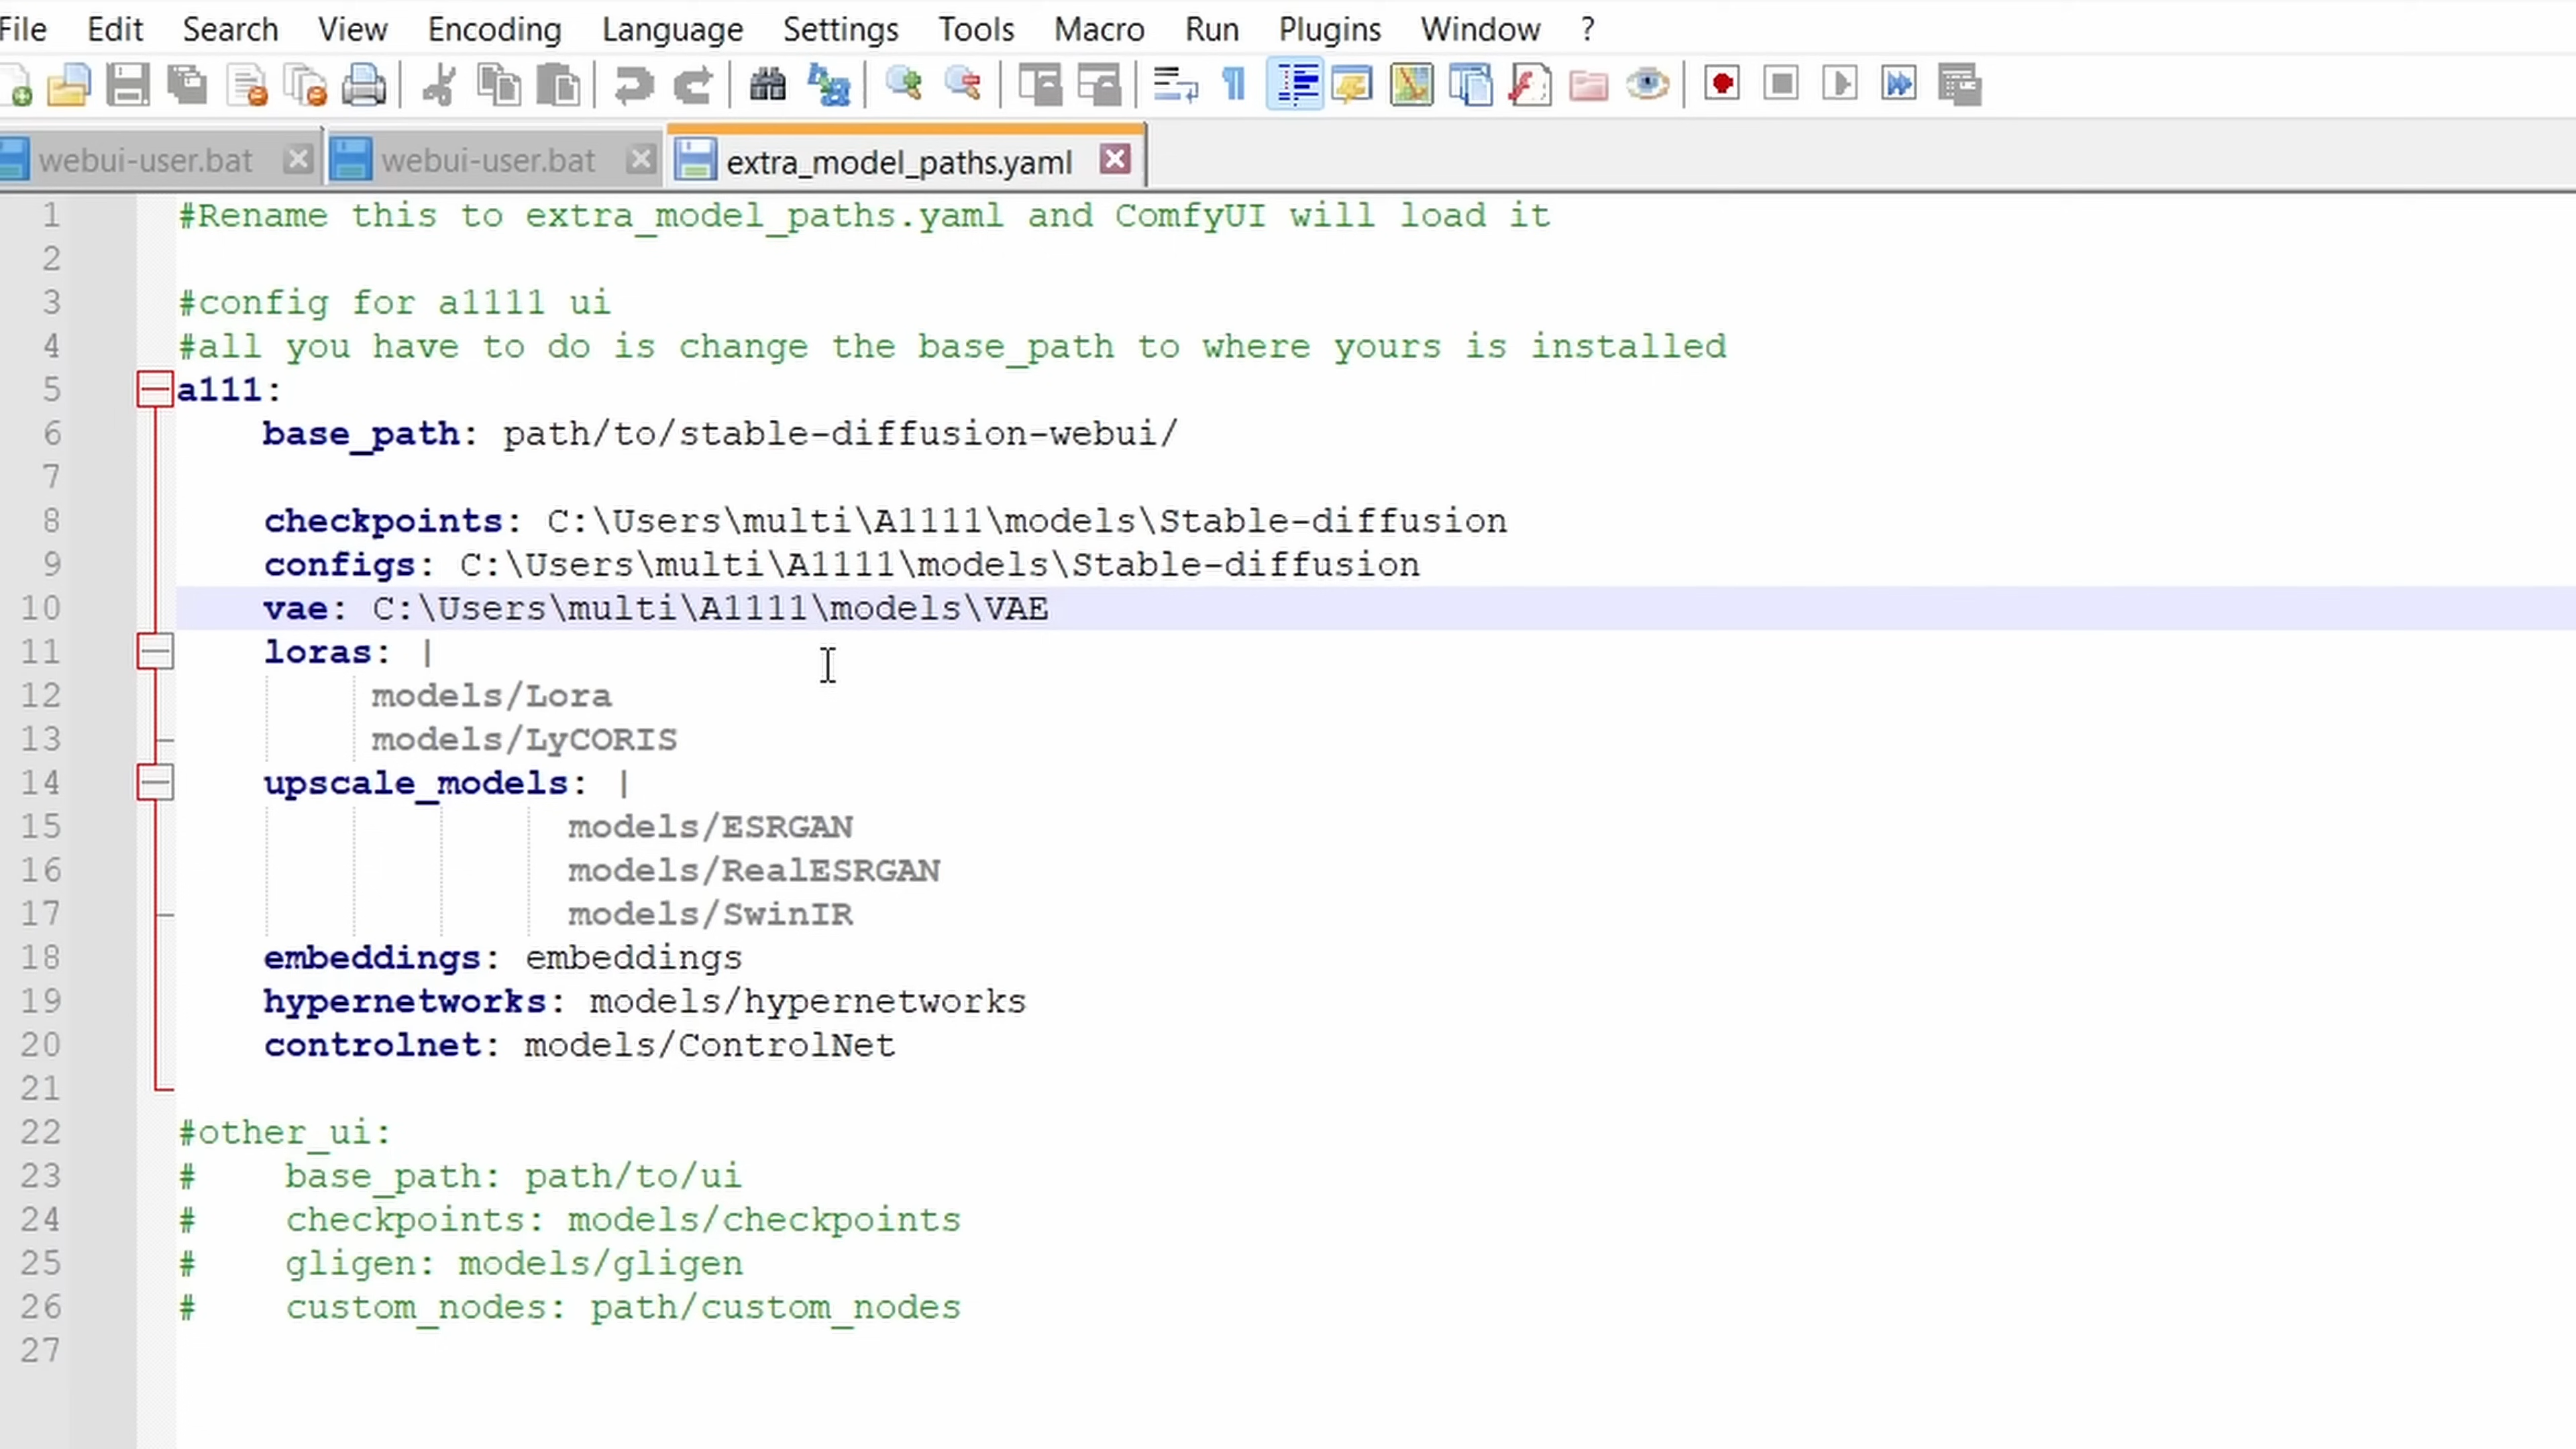 File Edit Search View Encoding Language Settings Tools Macro Run Plugins Window ?
webui-user.bat webui-user.bat extra_model_paths.yaml
1 #Rename this to extra_model_paths.yaml and ComfyUI will load it
2
3 #config for a1111 ui
4 #all you have to do is change the base_path to where yours is installed
5 a111:
6 base_path: path/to/stable-diffusion-webui/
7
8 checkpoints: C:\Users\multi\A1111\models\Stable-diffusion
9 configs: C:\Users\multi\A1111\models\Stable-diffusion
10 vae: C:\Users\multi\A1111\models\VAE
11 loras: |
12 models/Lora
13 models/LyCORIS
14 upscale_models: |
15 models/ESRGAN
16 models/RealESRGAN
17 models/SwinIR
18 embeddings: embeddings
19 hypernetworks: models/hypernetworks
20 controlnet: models/ControlNet
21
22 #other_ui:
23 # base_path: path/to/ui
24 # checkpoints: models/checkpoints
25 # gligen: models/gligen
26 # custom_nodes: path/custom_nodes
27